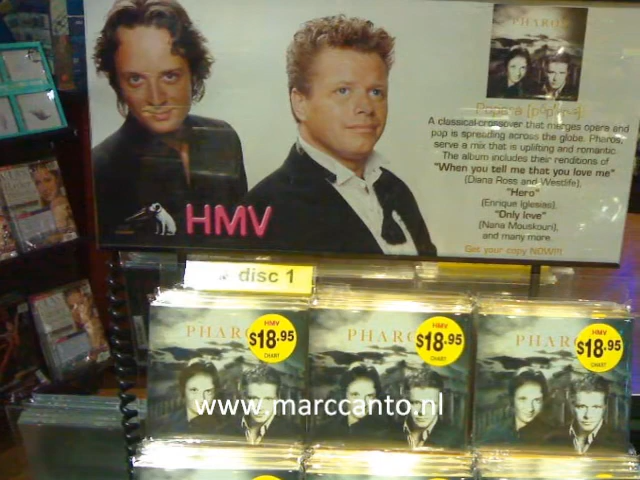 PHAROS
Popera (pŏp'rə)
A classical-crossover that merges opera and
pop is spreading across the globe. Pharos,
serve a mix that is uplifting and romantic.
The album includes their renditions of
"When you tell me that you love me"
(Diana Ross and Westlife),
"Hero"
(Enrique Iglesias),
"Only love"
(Nana Mouskouri),
and many more.
Get your copy NOW!!!
HMV
disc 1
PHAROS
HMV
$18.95
CHART
PHAROS
HMV
$18.95
CHART
PHAROS
HMV
$18.95
CHART
www.marccanto.nl